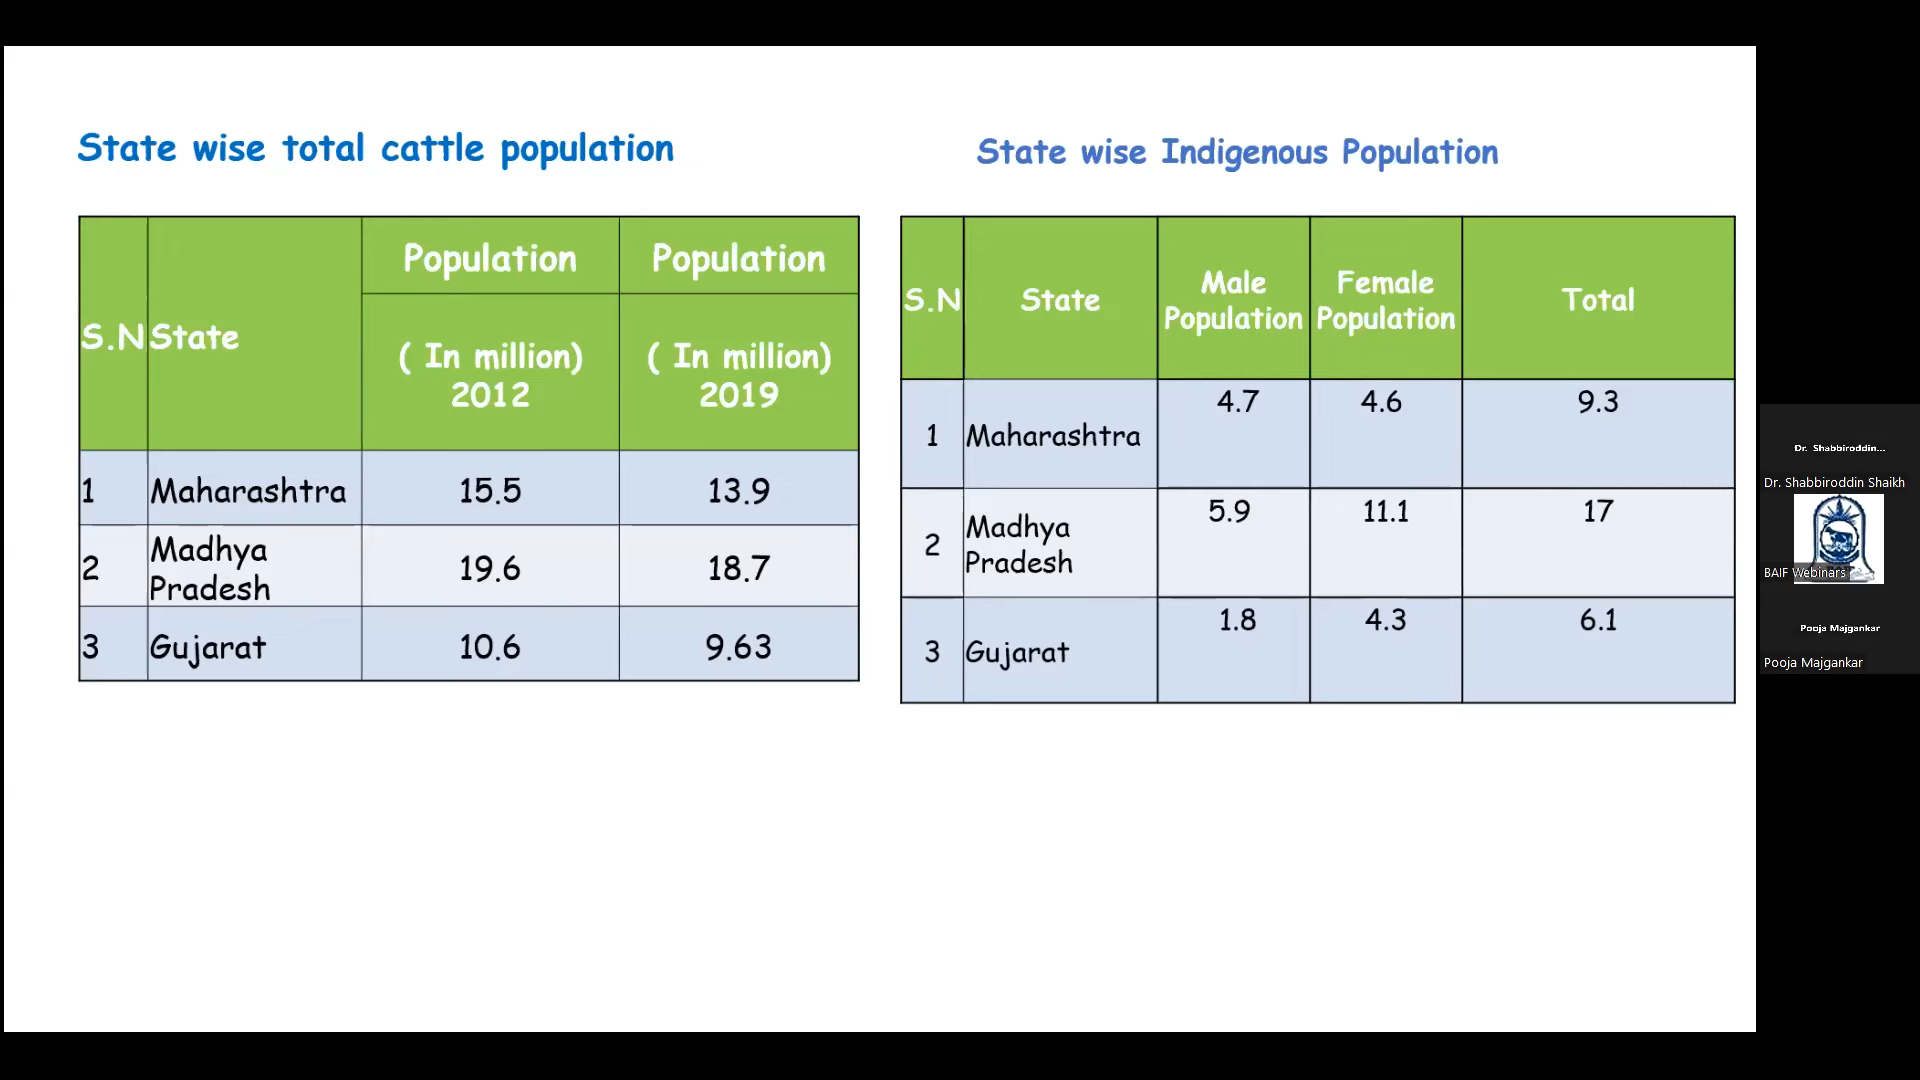 State wise total cattle population
S.N State Population Population
( In million) ( In million)
2012 2019
1 Maharashtra 15.5 13.9
2 Madhya Pradesh 19.6 18.7
3 Gujarat 10.6 9.63
State wise Indigenous Population
S.N State Male Population Female Population Total
1 Maharashtra 4.7 4.6 9.3
2 Madhya Pradesh 5.9 11.1 17
3 Gujarat 1.8 4.3 6.1
Dr. Shabbiroddin...
Dr. Shabbiroddin Shaikh
BAIF Webinars
Pooja Majgankar
Pooja Majgankar